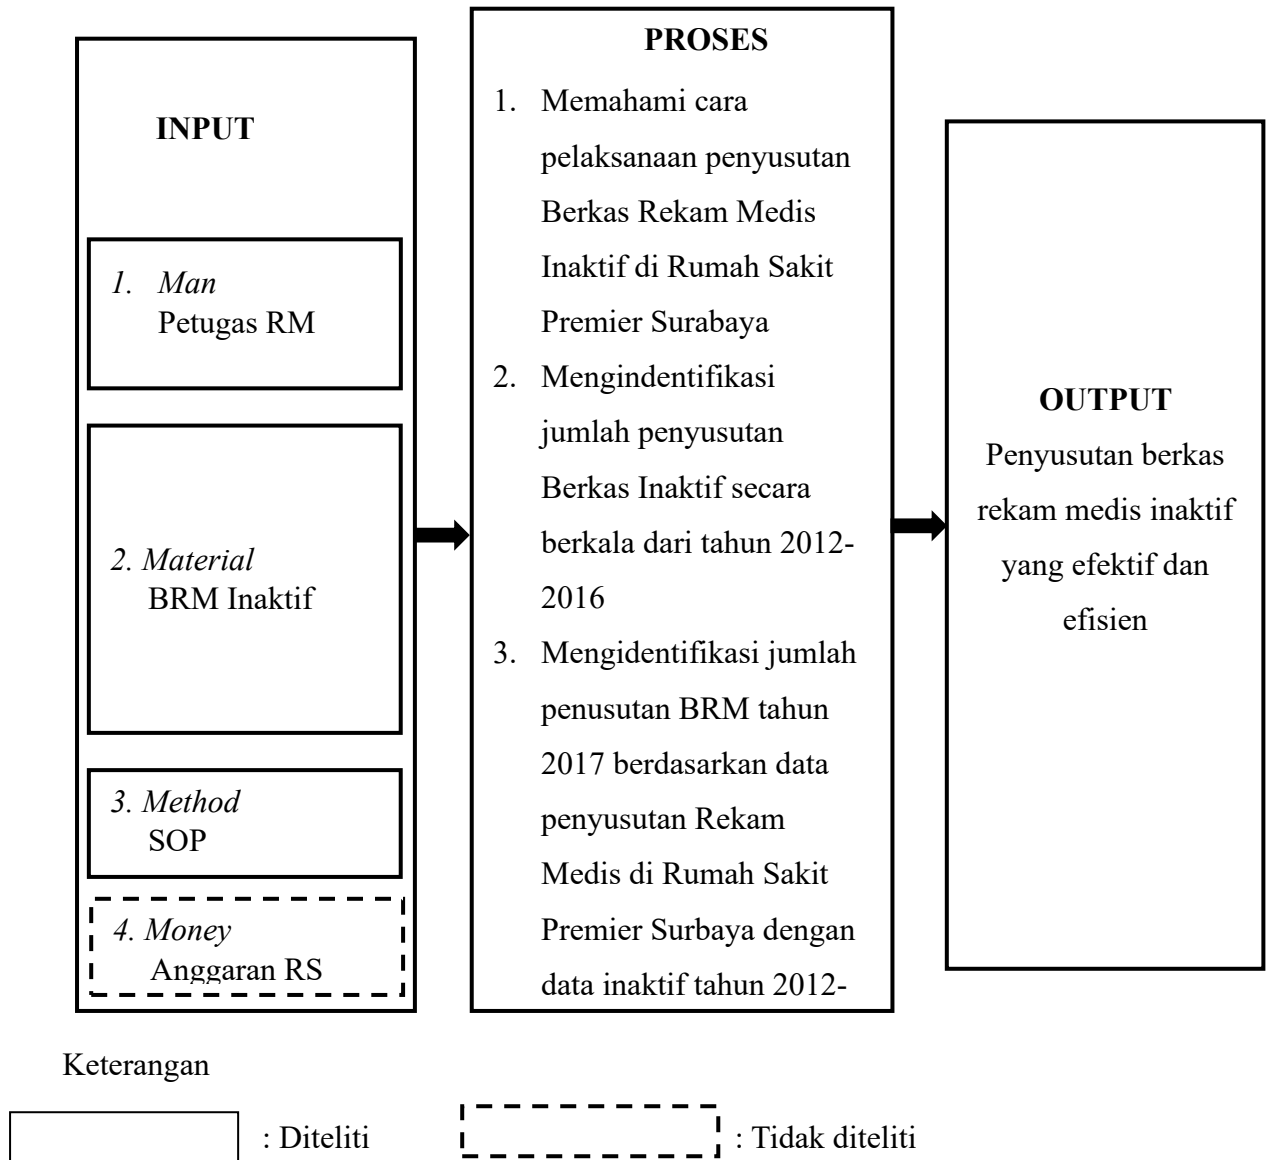 INPUT
1. Man
Petugas RM
2. Material
BRM Inaktif
3. Method
SOP
4. Money
Anggaran RS
PROSES
1. Memahami cara
pelaksanaan penyusutan
Berkas Rekam Medis
Inaktif di Rumah Sakit
Premier Surabaya
2. Mengindentifikasi
jumlah penyusutan
Berkas Inaktif secara
berkala dari tahun 2012-
2016
3. Mengidentifikasi jumlah
penusutan BRM tahun
2017 berdasarkan data
penyusutan Rekam
Medis di Rumah Sakit
Premier Surbaya dengan
data inaktif tahun 2012-
OUTPUT
Penyusutan berkas
rekam medis inaktif
yang efektif dan
efisien
Keterangan
: Diteliti
: Tidak diteliti